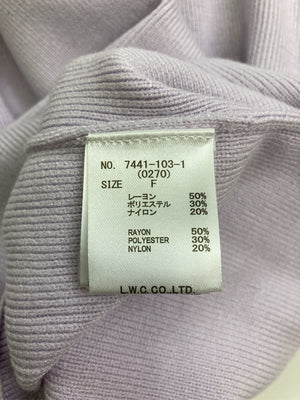 NO. 7441-103-1
(0270)
SIZE F
レーヨン 50%
ポリエステル 30%
ナイロン 20%
RAYON 50%
POLYESTER 30%
NYLON 20%
L.W.C.CO.,LTD.